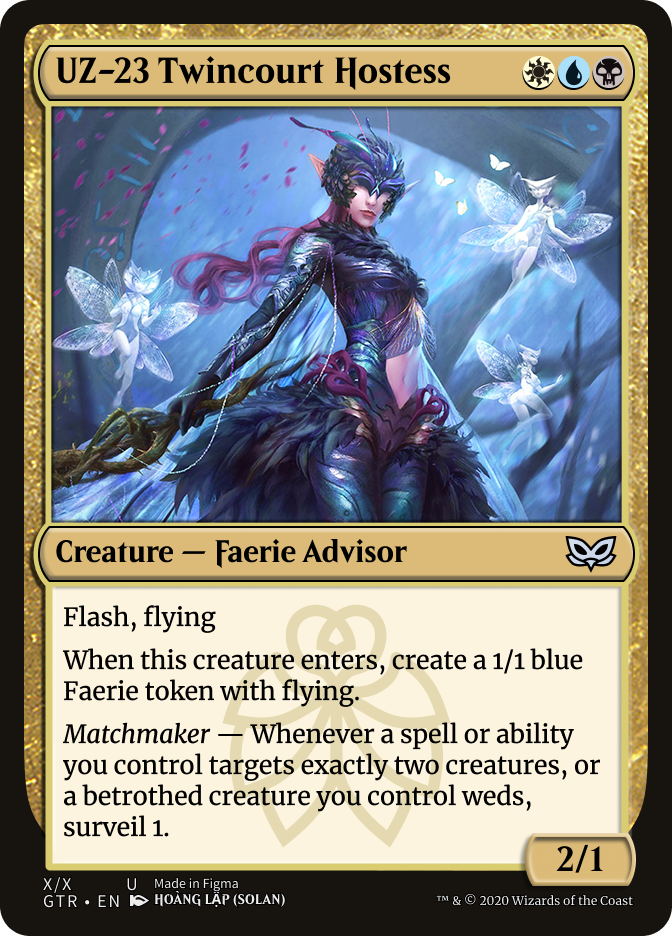 UZ-23 Twincourt Hostess
Creature — Faerie Advisor
Flash, flying
When this creature enters, create a 1/1 blue
Faerie token with flying.
Matchmaker — Whenever a spell or ability
you control targets exactly two creatures, or
a betrothed creature you control weds,
surveil 1.
2/1
X/X U Made in Figma
GTR • EN HOÀNG LẬP (SOLAN) ™ & © 2020 Wizards of the Coast